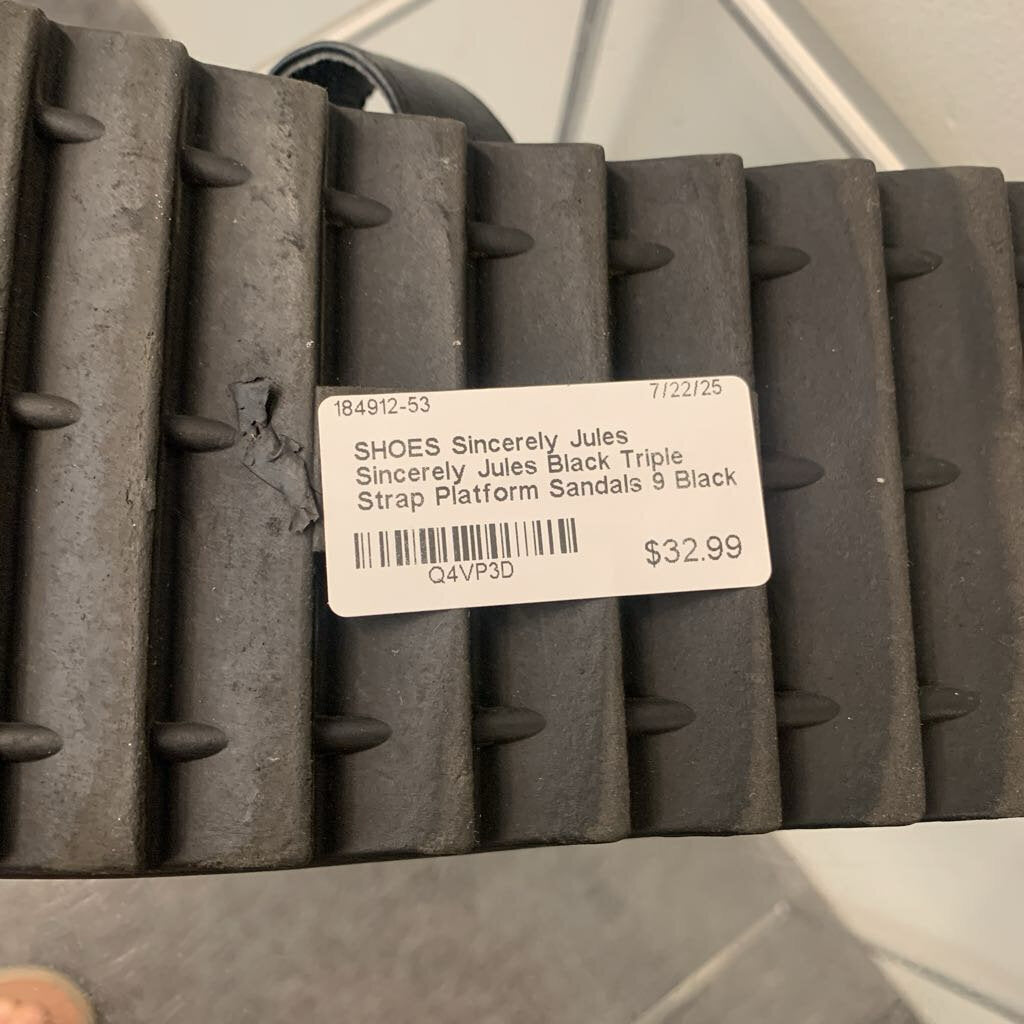 184912-53 7/22/25
SHOES Sincerely Jules
Sincerely Jules Black Triple
Strap Platform Sandals 9 Black
$32.99
Q4VP3D